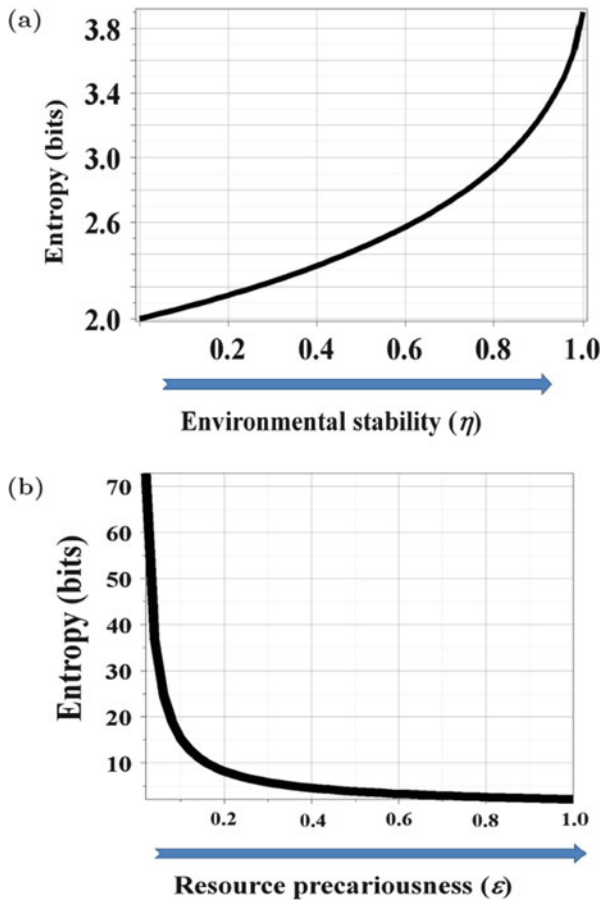 (a)
Entropy (bits)
3.8
3.4
3.0
2.6
2.0
0.2 0.4 0.6 0.8 1.0
Environmental stability (η)
(b)
Entropy (bits)
70
60
50
40
30
20
10
0.2 0.4 0.6 0.8 1.0
Resource precariousness (ε)